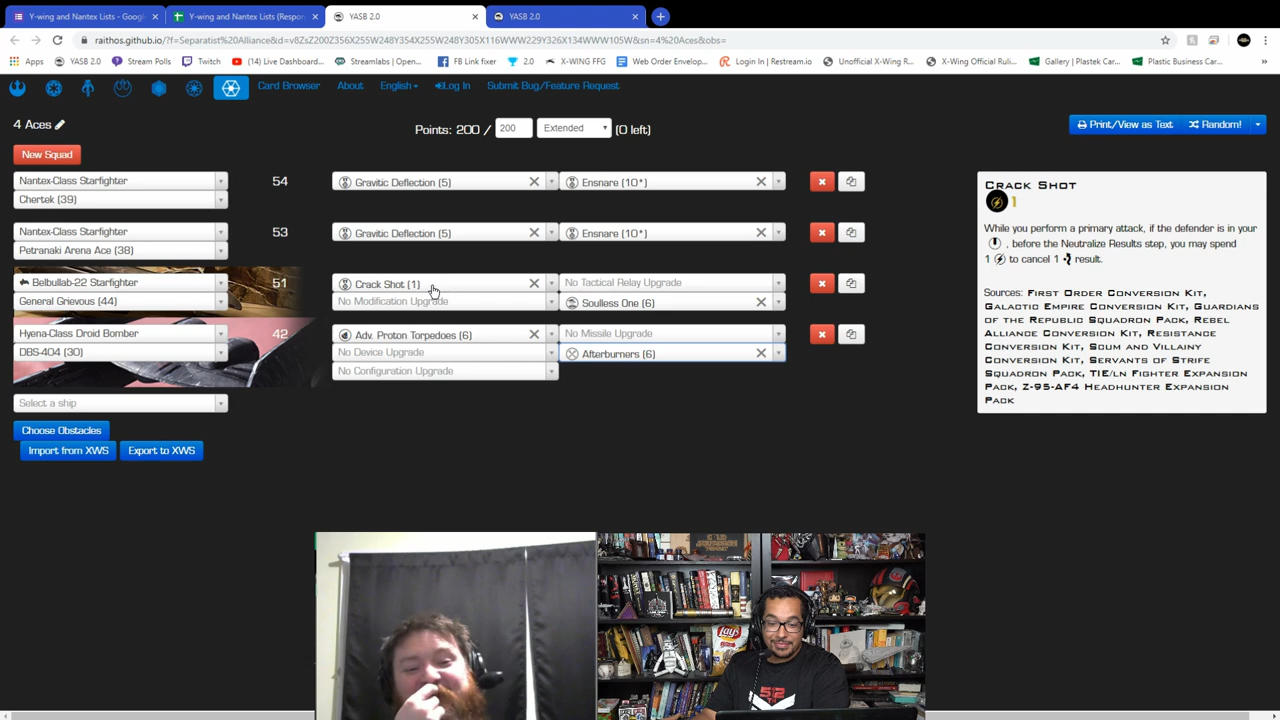 Y-wing and Nantex Lists - Google
Y-wing and Nantex Lists (Respon
YASB 2.0
YASB 2.0
raithos.github.io/?f=Separatist%20Alliance&d=v8ZsZ200Z356X255W248Y354X255W248Y305X116WWW229Y326X134WWW105W&sn=4%20Aces&obs=
Apps
YASB 2.0
Stream Polls
Twitch
(14) Live Dashboard...
Streamlabs | Open...
FB Link fixer
2.0
X-WING FFG
Web Order Envelop...
Login In | Restream.io
Unofficial X-Wing R...
X-Wing Official Ruli...
Gallery | Plastek Car...
Plastic Business Car...
Card Browser
About
English
Log In
Submit Bug/Feature Request
4 Aces
Points: 200 / 200
Extended
(0 left)
Print/View as Text
Random!
New Squad
Nantex-Class Starfighter
54
Gravitic Deflection (5)
Ensnare (10*)
Chertek (39)
Nantex-Class Starfighter
53
Gravitic Deflection (5)
Ensnare (10*)
Petranaki Arena Ace (38)
Belbullab-22 Starfighter
51
Crack Shot (1)
No Tactical Relay Upgrade
General Grievous (44)
No Modification Upgrade
Soulless One (6)
Hyena-Class Droid Bomber
42
Adv. Proton Torpedoes (6)
No Missile Upgrade
DBS-404 (30)
No Device Upgrade
Afterburners (6)
No Configuration Upgrade
Select a ship
Choose Obstacles
Import from XWS
Export to XWS
Crack Shot
1
While you perform a primary attack, if the defender is in your
, before the Neutralize Results step, you may spend
1 to cancel 1 result.
Sources: First Order Conversion Kit,
Galactic Empire Conversion Kit, Guardians
of the Republic Squadron Pack, Rebel
Alliance Conversion Kit, Resistance
Conversion Kit, Scum and Villainy
Conversion Kit, Servants of Strife
Squadron Pack, TIE/ln Fighter Expansion
Pack, Z-95-AF4 Headhunter Expansion
Pack
Lay's